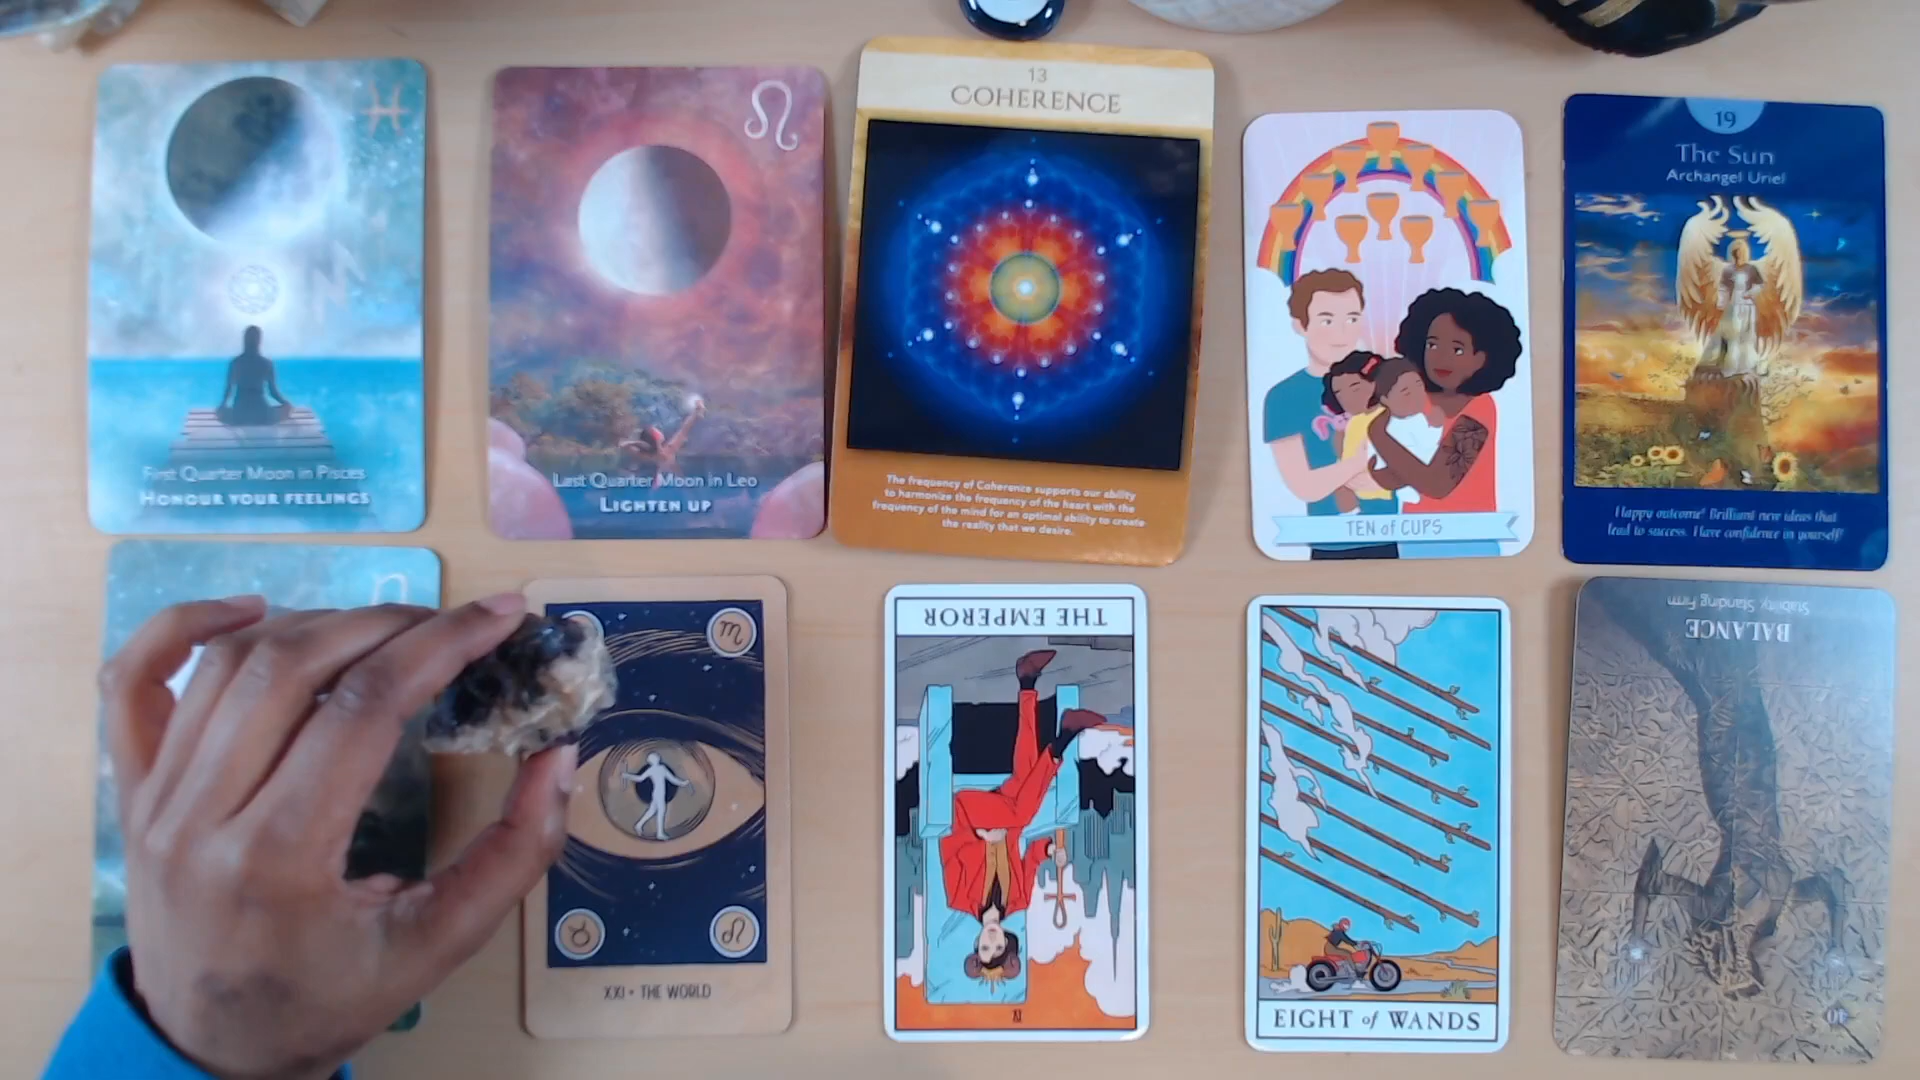 First Quarter Moon in Pisces
HONOUR YOUR FEELINGS
Last Quarter Moon in Leo
LIGHTEN UP
13
COHERENCE
The frequency of Coherence supports our ability
to harmonize the frequency of the heart with the
frequency of the mind for an optimal ability to create
the reality that we desire.
TEN of CUPS
19
The Sun
Archangel Uriel
Happy outcome! Brilliant new ideas that
lead to success. Have confidence in yourself!
XXI • THE WORLD
THE EMPEROR
IV
EIGHT of WANDS
40
BALANCE
Stability, Standing Firm